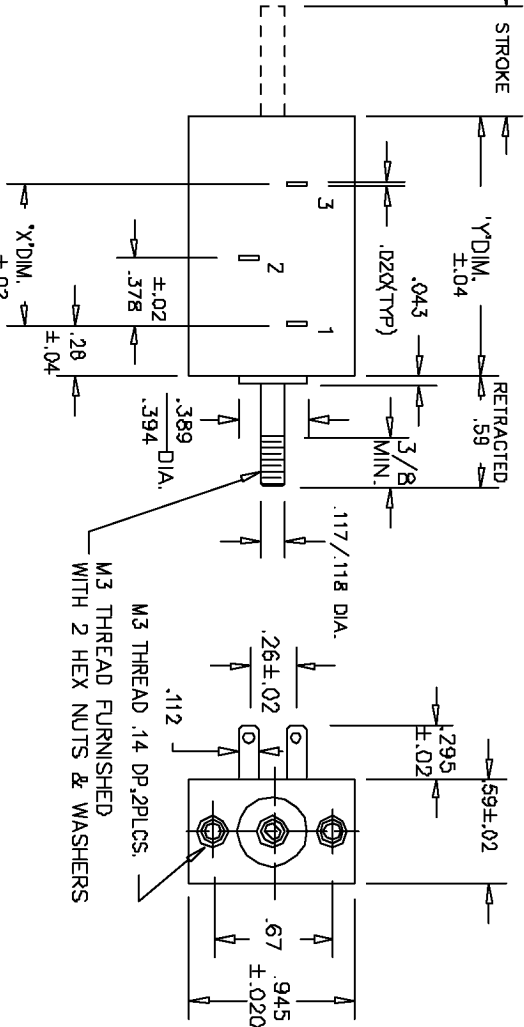 STROKE
"Y"DIM.
±.04
RETRACTED
.59
.020(TYP)
.043
3/8
MIN.
3
2
1
±.02
.378
"X"DIM.
±.02
.28
±.04
.389
.394
DIA.
.117/.118 DIA.
M3 THREAD FURNISHED
WITH 2 HEX NUTS & WASHERS
.295
±.02
.59±.02
.26±.02
.112
M3 THREAD .14 DP,2PLCS.
.67
.945
±.020